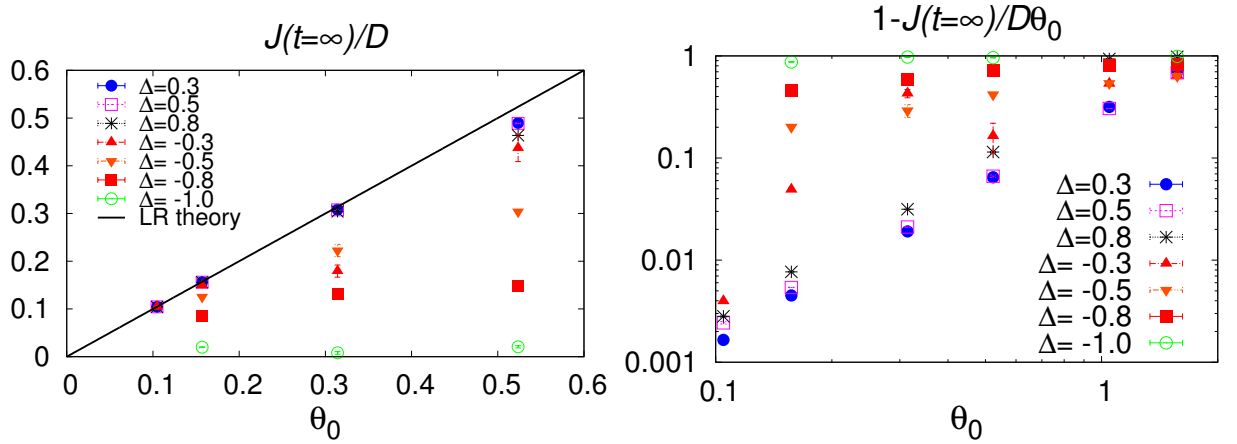 J(t=∞)/D
0.6
0.5
0.4
0.3
0.2
0.1
0
0 0.1 0.2 0.3 0.4 0.5 0.6
θ₀
Δ=0.3
Δ=0.5
Δ=0.8
Δ= -0.3
Δ= -0.5
Δ= -0.8
Δ= -1.0
LR theory
1-J(t=∞)/Dθ₀
1
0.1
0.01
0.001
0.1 1
θ₀
Δ=0.3
Δ=0.5
Δ=0.8
Δ= -0.3
Δ= -0.5
Δ= -0.8
Δ= -1.0